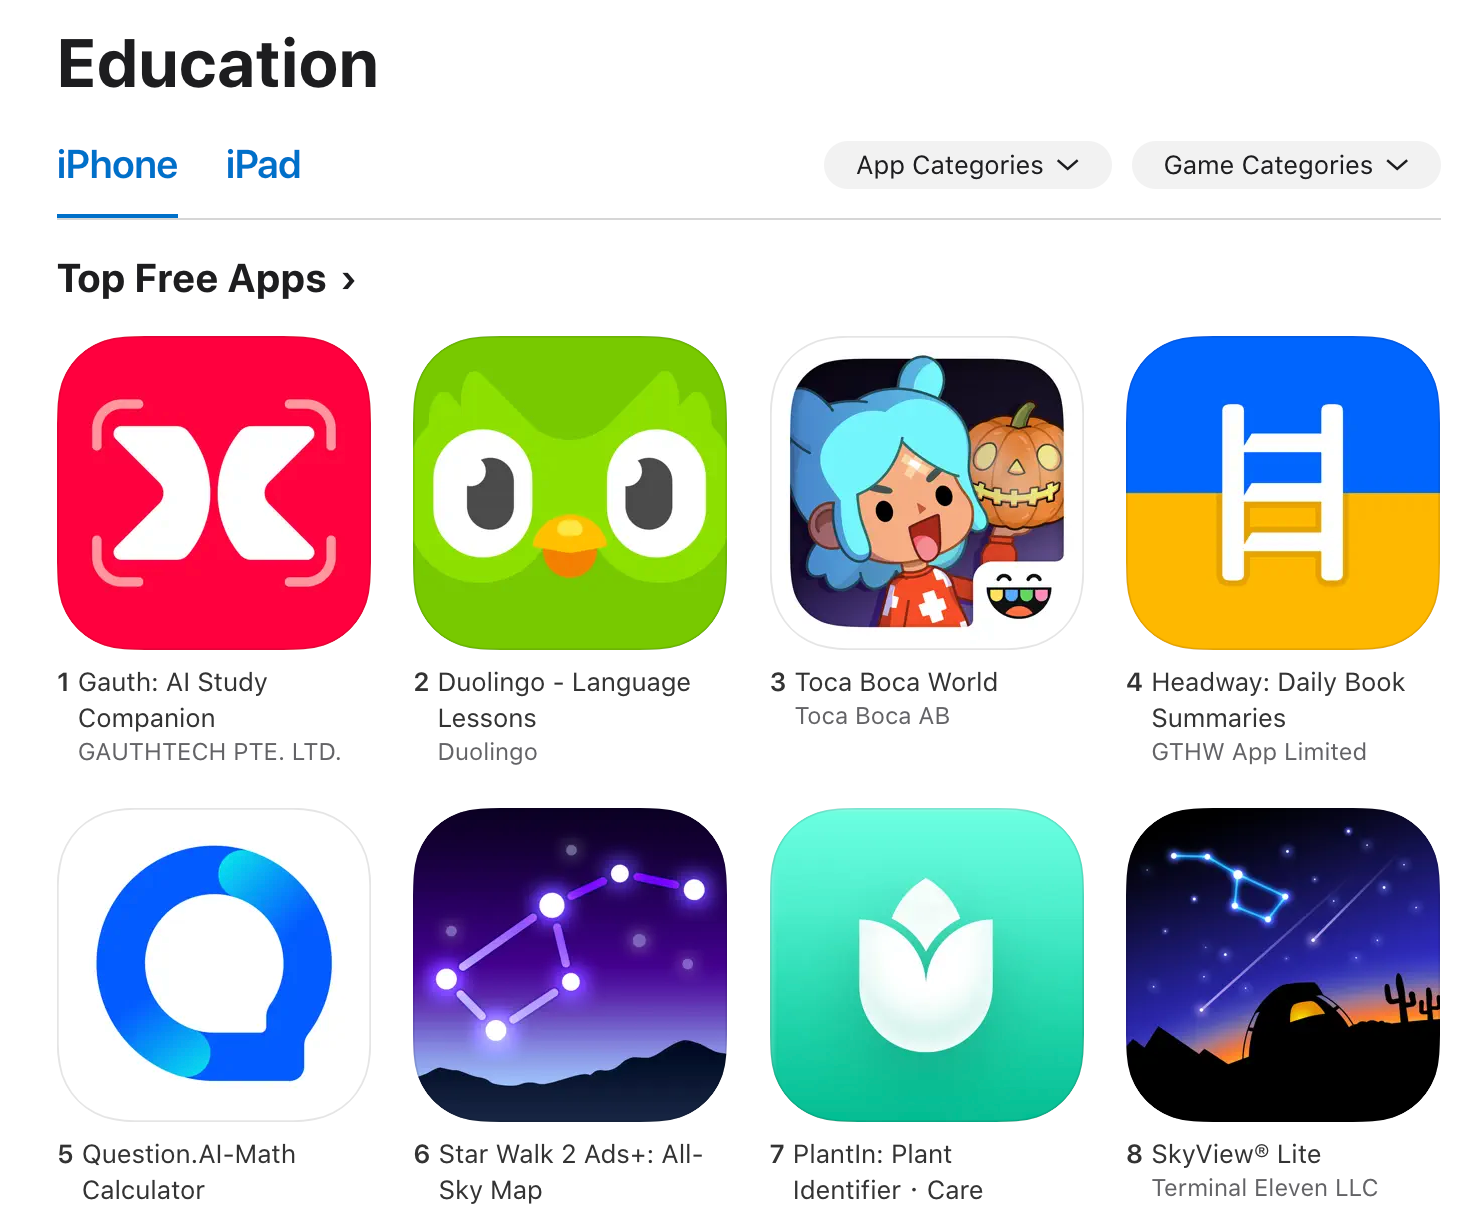 Education
iPhone iPad App Categories Game Categories
Top Free Apps ›
1 Gauth: AI Study
Companion
GAUTHTECH PTE. LTD.
2 Duolingo - Language
Lessons
Duolingo
3 Toca Boca World
Toca Boca AB
4 Headway: Daily Book
Summaries
GTHW App Limited
5 Question.AI-Math
Calculator
6 Star Walk 2 Ads+: All-
Sky Map
7 PlantIn: Plant
Identifier · Care
8 SkyView® Lite
Terminal Eleven LLC